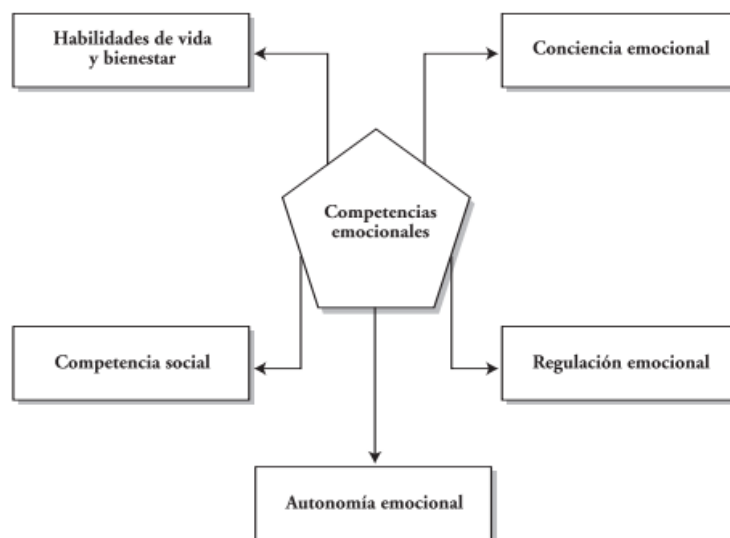 Habilidades de vida
y bienestar
Conciencia emocional
Competencias
emocionales
Competencia social
Regulación emocional
Autonomía emocional